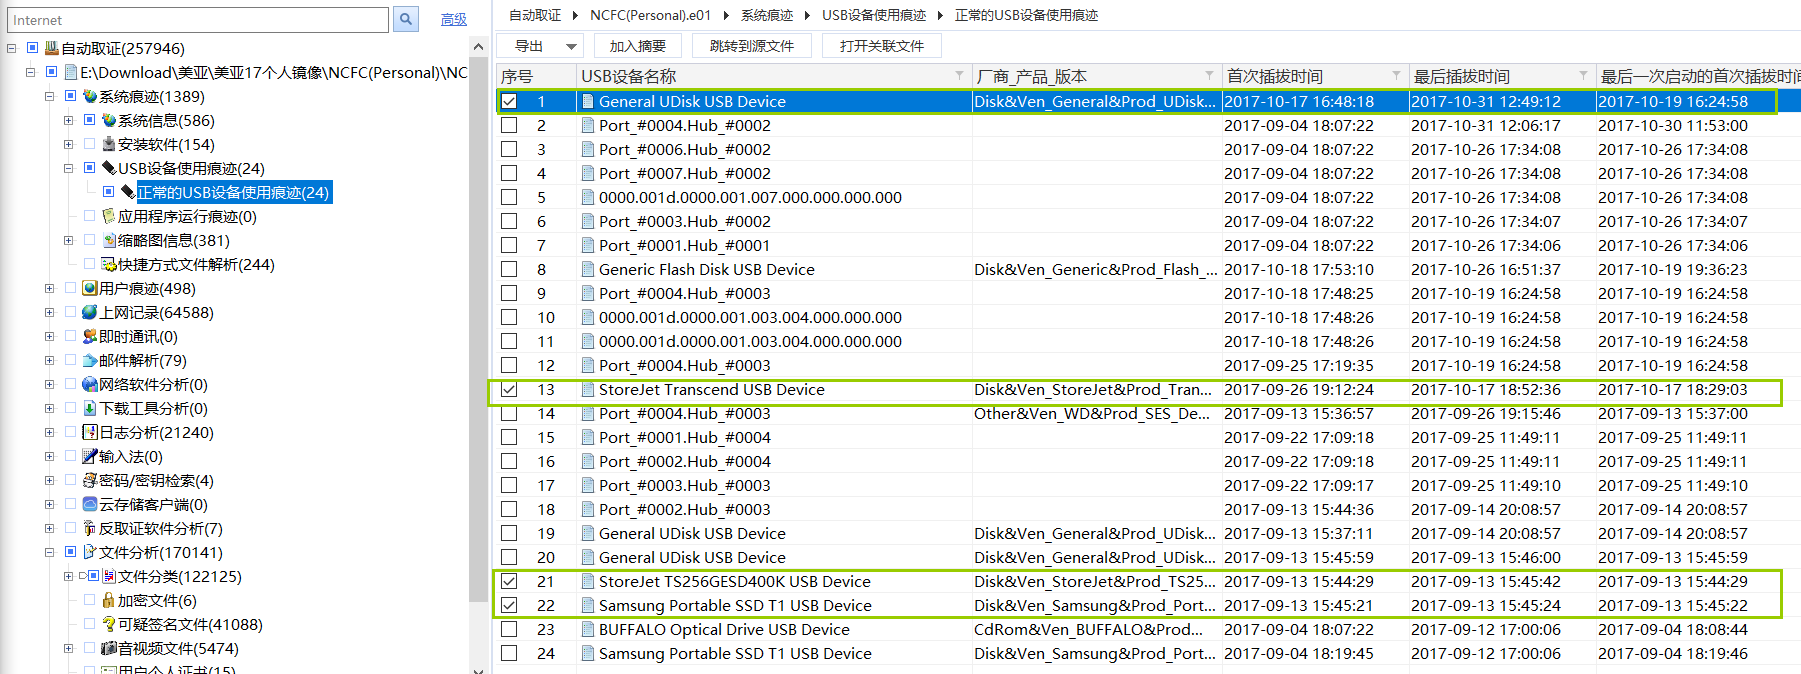 Internet
高级
自动取证(257946)
E:\Download\美亚\美亚17个人镜像\NCFC(Personal)\NC
系统痕迹(1389)
系统信息(586)
安装软件(154)
USB设备使用痕迹(24)
正常的USB设备使用痕迹(24)
应用程序运行痕迹(0)
缩略图信息(381)
快捷方式文件解析(244)
用户痕迹(498)
上网记录(64588)
即时通讯(0)
邮件解析(79)
网络软件分析(0)
下载工具分析(0)
日志分析(21240)
输入法(0)
密码/密钥检索(4)
云存储客户端(0)
反取证软件分析(7)
文件分析(170141)
文件分类(122125)
加密文件(6)
可疑签名文件(41088)
音视频文件(5474)
用户个人证书(15)
自动取证 NCFC(Personal).e01 系统痕迹 USB设备使用痕迹 正常的USB设备使用痕迹
导出 加入摘要 跳转到源文件 打开关联文件
序号 USB设备名称 厂商_产品_版本 首次插拔时间 最后插拔时间 最后一次启动的首次插拔时间
1 General UDisk USB Device Disk&Ven_General&Prod_UDisk... 2017-10-17 16:48:18 2017-10-31 12:49:12 2017-10-19 16:24:58
2 Port_#0004.Hub_#0002 2017-09-04 18:07:22 2017-10-31 12:06:17 2017-10-30 11:53:00
3 Port_#0006.Hub_#0002 2017-09-04 18:07:22 2017-10-26 17:34:08 2017-10-26 17:34:08
4 Port_#0007.Hub_#0002 2017-09-04 18:07:22 2017-10-26 17:34:08 2017-10-26 17:34:08
5 0000.001d.0000.001.007.000.000.000.000 2017-09-04 18:07:22 2017-10-26 17:34:08 2017-10-26 17:34:08
6 Port_#0003.Hub_#0002 2017-09-04 18:07:22 2017-10-26 17:34:07 2017-10-26 17:34:07
7 Port_#0001.Hub_#0001 2017-09-04 18:07:22 2017-10-26 17:34:06 2017-10-26 17:34:06
8 Generic Flash Disk USB Device Disk&Ven_Generic&Prod_Flash_... 2017-10-18 17:53:10 2017-10-26 16:51:37 2017-10-19 19:36:23
9 Port_#0004.Hub_#0003 2017-10-18 17:48:25 2017-10-19 16:24:58 2017-10-19 16:24:58
10 0000.001d.0000.001.003.004.000.000.000 2017-10-18 17:48:26 2017-10-19 16:24:58 2017-10-19 16:24:58
11 0000.001d.0000.001.003.004.000.000.000 2017-10-18 17:48:26 2017-10-19 16:24:58 2017-10-19 16:24:58
12 Port_#0004.Hub_#0003 2017-09-25 17:19:35 2017-10-19 16:24:58 2017-10-19 16:24:58
13 StoreJet Transcend USB Device Disk&Ven_StoreJet&Prod_Tran... 2017-09-26 19:12:24 2017-10-17 18:52:36 2017-10-17 18:29:03
14 Port_#0004.Hub_#0003 Other&Ven_WD&Prod_SES_De... 2017-09-13 15:36:57 2017-09-26 19:15:46 2017-09-13 15:37:00
15 Port_#0001.Hub_#0004 2017-09-22 17:09:18 2017-09-25 11:49:11 2017-09-25 11:49:11
16 Port_#0002.Hub_#0004 2017-09-22 17:09:18 2017-09-25 11:49:11 2017-09-25 11:49:11
17 Port_#0003.Hub_#0003 2017-09-22 17:09:17 2017-09-25 11:49:10 2017-09-25 11:49:10
18 Port_#0002.Hub_#0003 2017-09-13 15:44:36 2017-09-14 20:08:57 2017-09-14 20:08:57
19 General UDisk USB Device Disk&Ven_General&Prod_UDisk... 2017-09-13 15:37:11 2017-09-14 20:08:57 2017-09-14 20:08:57
20 General UDisk USB Device Disk&Ven_General&Prod_UDisk... 2017-09-13 15:45:59 2017-09-13 15:46:00 2017-09-13 15:45:59
21 StoreJet TS256GESD400K USB Device Disk&Ven_StoreJet&Prod_TS25... 2017-09-13 15:44:29 2017-09-13 15:45:42 2017-09-13 15:44:29
22 Samsung Portable SSD T1 USB Device Disk&Ven_Samsung&Prod_Port... 2017-09-13 15:45:21 2017-09-13 15:45:24 2017-09-13 15:45:22
23 BUFFALO Optical Drive USB Device CdRom&Ven_BUFFALO&Prod... 2017-09-04 18:07:22 2017-09-12 17:00:06 2017-09-04 18:08:44
24 Samsung Portable SSD T1 USB Device Disk&Ven_Samsung&Prod_Port... 2017-09-04 18:19:45 2017-09-12 17:00:06 2017-09-04 18:19:46